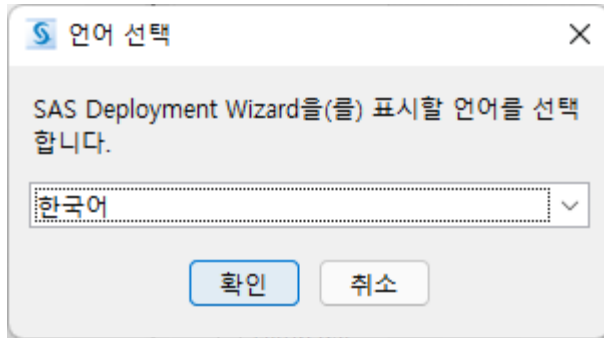 언어 선택
SAS Deployment Wizard을(를) 표시할 언어를 선택
합니다.
한국어
확인 취소